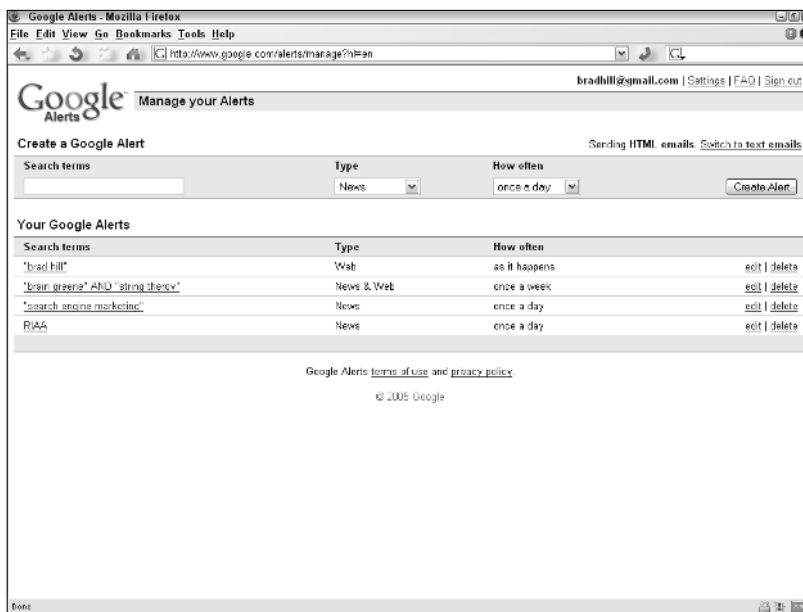 Google Alerts - Mozilla Firefox
File Edit View Go Bookmarks Tools Help
http://www.google.com/alerts/manage?hl=en
bradhill@gmail.com | Settings | FAQ | Sign out
Google Alerts
Manage your Alerts
Create a Google Alert
Sending HTML emails. Switch to text emails
Search terms Type How often
News once a day Create Alert
Your Google Alerts
Search terms Type How often
"brad hill" Web as it happens edit | delete
"brain greene" AND "string theroy" News & Web once a week edit | delete
"search engine marketing" News once a day edit | delete
RIAA News once a day edit | delete
Google Alerts terms of use and privacy policy.
© 2005 Google
Done